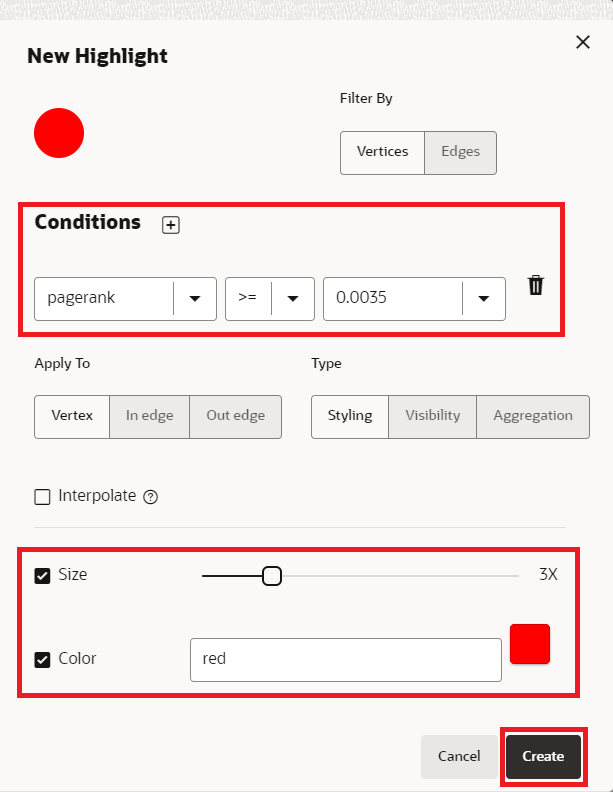 New Highlight
Filter By
Vertices Edges
Conditions
pagerank >= 0.0035
Apply To Type
Vertex In edge Out edge Styling Visibility Aggregation
Interpolate
Size 3X
Color red
Cancel Create